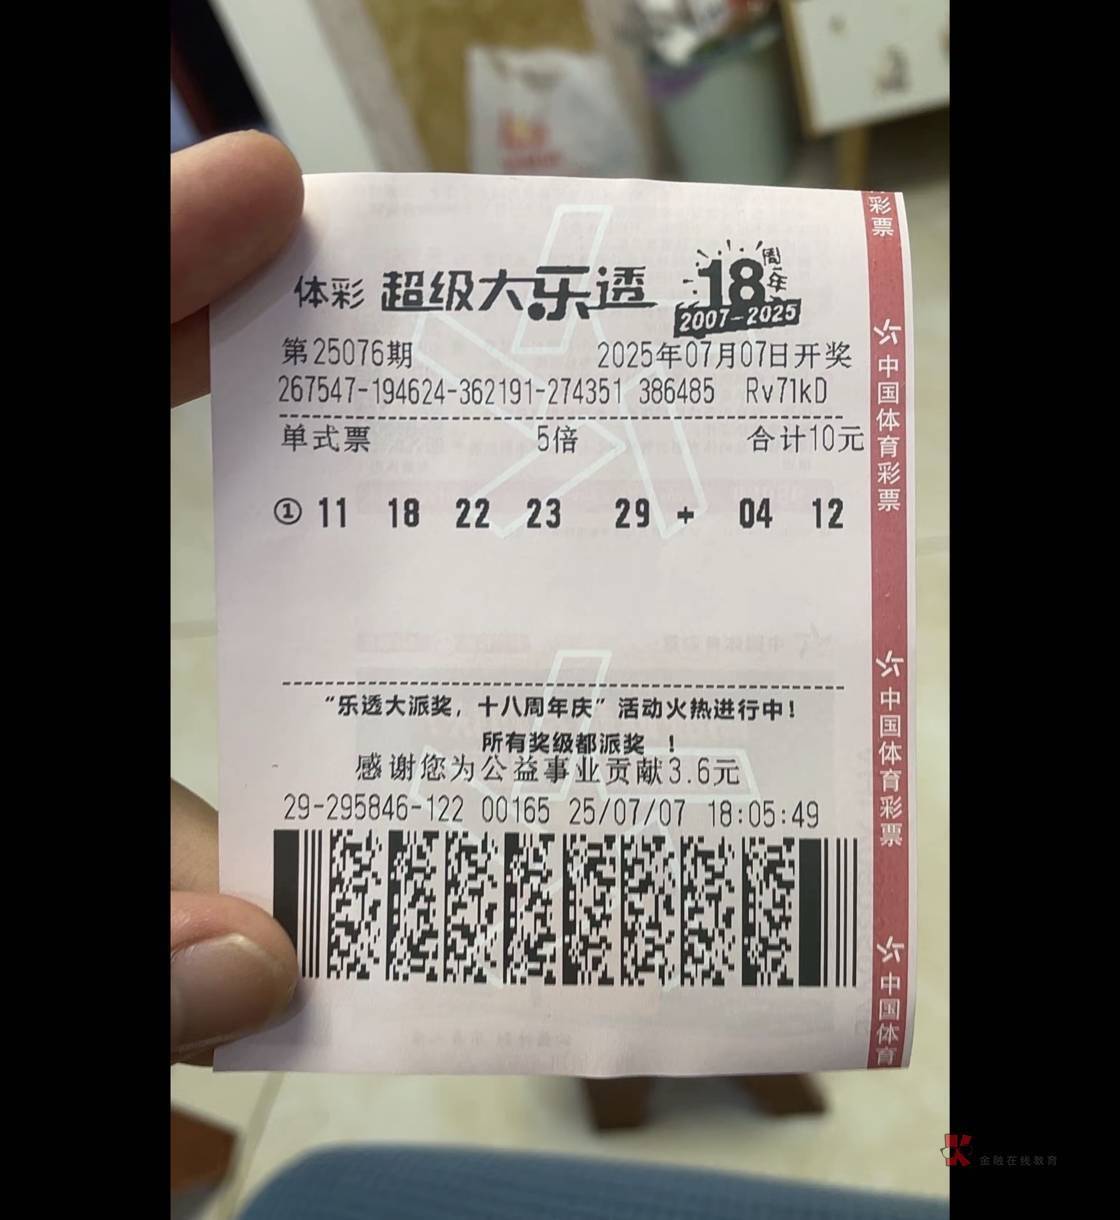 体彩 超级大乐透 18周年
2007-2025
第25076期 2025年07月07日开奖
267547-194624-362191-274351 386485 Rv71kD
单式票 5倍 合计10元
① 11 18 22 23 29 + 04 12
“乐透大派奖，十八周年庆”活动火热进行中！
所有奖级都派奖 ！
感谢您为公益事业贡献3.6元
29-295846-122 00165 25/07/07 18:05:49
彩票
中国体育彩票
中国体育彩票
中国体育
金融在线教育